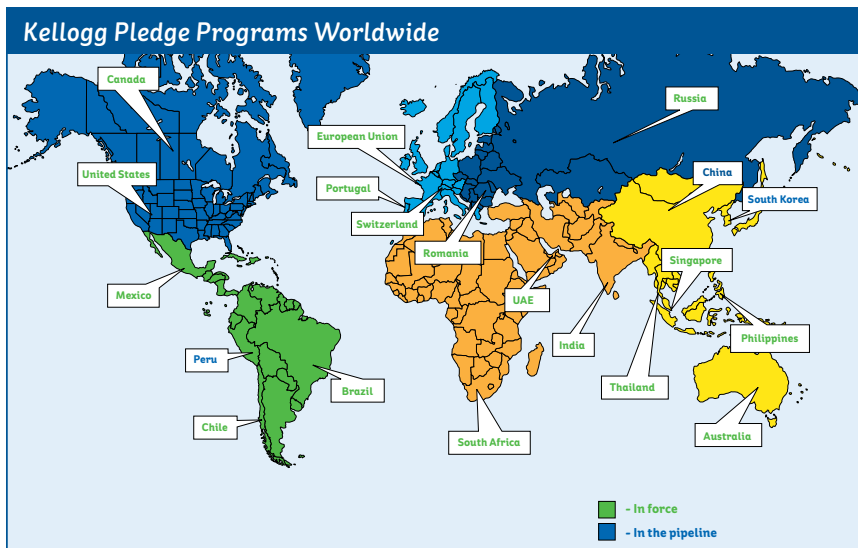 Kellogg Pledge Programs Worldwide
Canada
Russia
European Union
United States
China
Portugal
South Korea
Switzerland
Romania
Singapore
Mexico
UAE
India
Philippines
Peru
Brazil
Thailand
Chile
South Africa
Australia
- In force
- In the pipeline